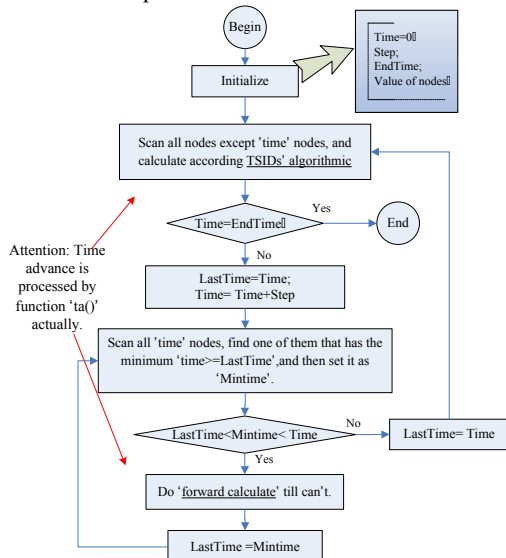 Begin
Time=0
Step;
EndTime;
Value of nodes
Initialize
Scan all nodes except 'time' nodes, and
calculate according TSIDs' algorithmic
Time=EndTime
Yes
End
No
Attention: Time
advance is
processed by
function 'ta()'
actually.
LastTime=Time;
Time= Time+Step
Scan all 'time' nodes, find one of them that has the
minimum 'time>=LastTime',and then set it as
'Mintime'.
LastTime<Mintime< Time
No
LastTime= Time
Yes
Do 'forward calculate' till can't.
LastTime =Mintime